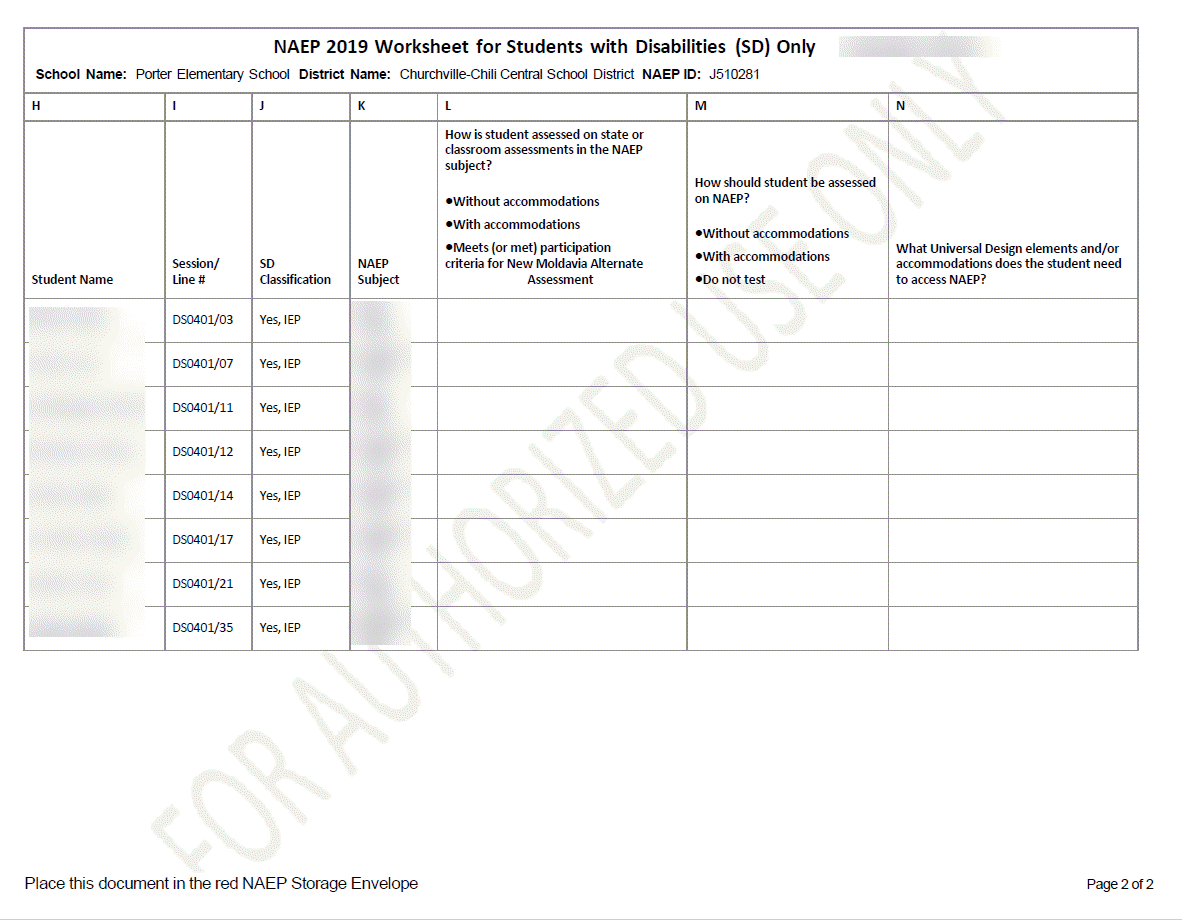 NAEP 2019 Worksheet for Students with Disabilities (SD) Only
School Name: Porter Elementary School District Name: Churchville-Chili Central School District NAEP ID: J510281
H I J K L M N
Student Name
Session/
Line #
SD
Classification
NAEP
Subject
How is student assessed on state or
classroom assessments in the NAEP
subject?
●Without accommodations
●With accommodations
●Meets (or met) participation
criteria for New Moldavia Alternate
Assessment
How should student be assessed
on NAEP?
●Without accommodations
●With accommodations
●Do not test
What Universal Design elements and/or
accommodations does the student need
to access NAEP?
DS0401/03 Yes, IEP
DS0401/07 Yes, IEP
DS0401/11 Yes, IEP
DS0401/12 Yes, IEP
DS0401/14 Yes, IEP
DS0401/17 Yes, IEP
DS0401/21 Yes, IEP
DS0401/35 Yes, IEP
FOR AUTHORIZED USE ONLY
Place this document in the red NAEP Storage Envelope
Page 2 of 2